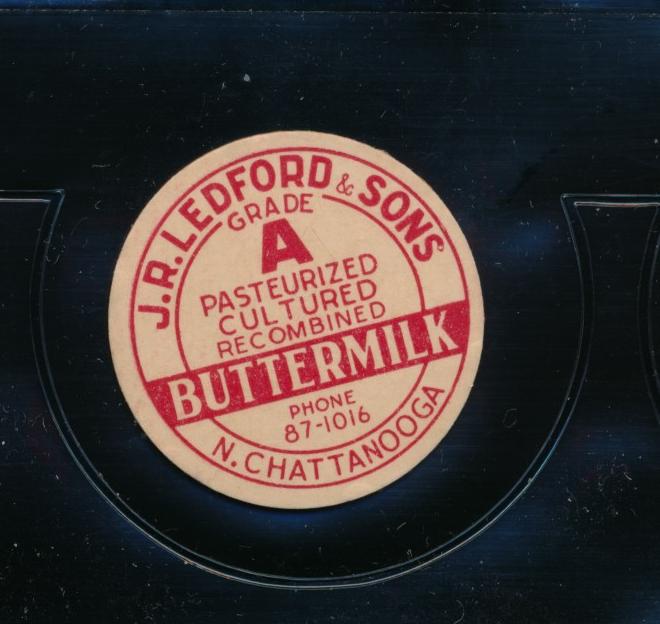 J.R. LEDFORD & SONS
GRADE
A
PASTEURIZED
CULTURED
RECOMBINED
BUTTERMILK
PHONE
87-1016
N. CHATTANOOGA